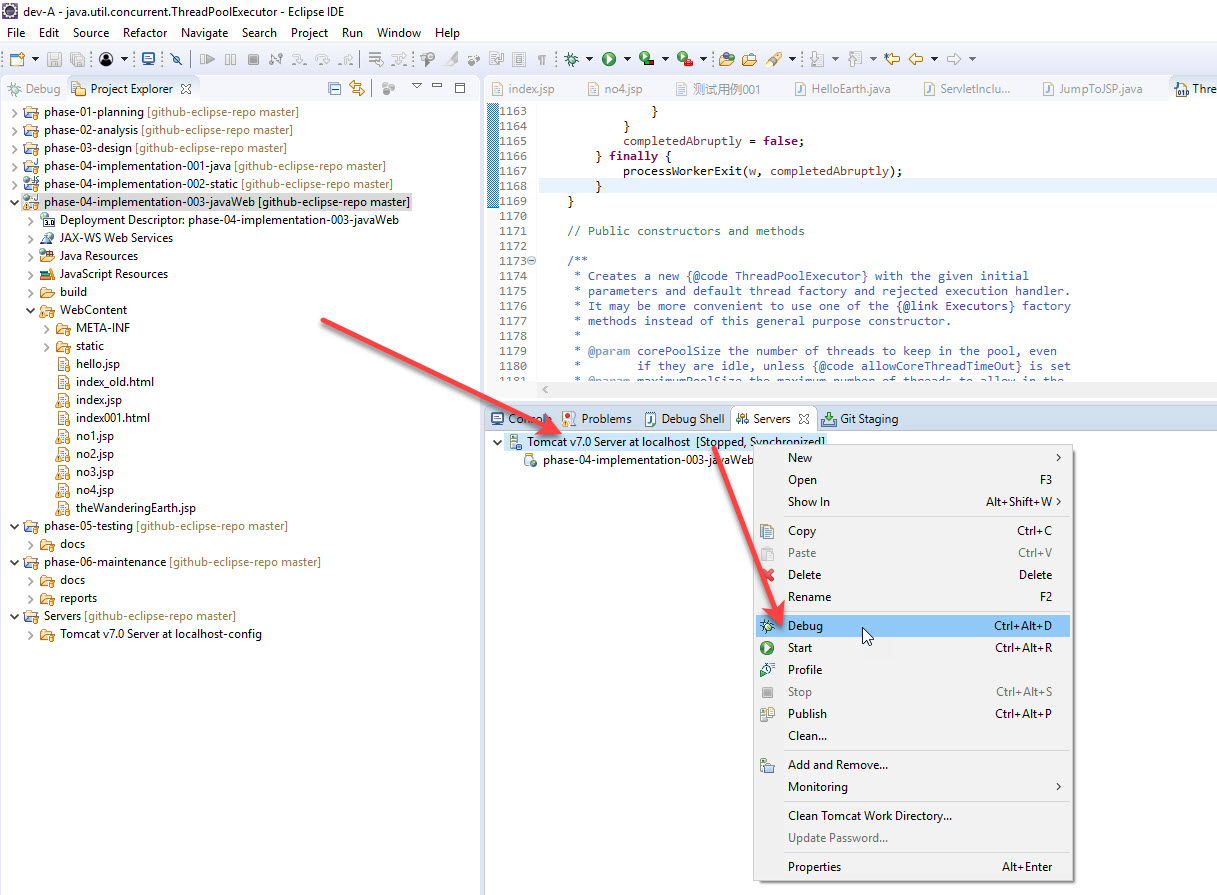 dev-A - java.util.concurrent.ThreadPoolExecutor - Eclipse IDE
File Edit Source Refactor Navigate Search Project Run Window Help
Debug Project Explorer
phase-01-planning [github-eclipse-repo master]
phase-02-analysis [github-eclipse-repo master]
phase-03-design [github-eclipse-repo master]
phase-04-implementation-001-java [github-eclipse-repo master]
phase-04-implementation-002-static [github-eclipse-repo master]
phase-04-implementation-003-javaWeb [github-eclipse-repo master]
Deployment Descriptor: phase-04-implementation-003-javaWeb
JAX-WS Web Services
Java Resources
JavaScript Resources
build
WebContent
META-INF
static
hello.jsp
index_old.html
index.jsp
index001.html
no1.jsp
no2.jsp
no3.jsp
no4.jsp
theWanderingEarth.jsp
phase-05-testing [github-eclipse-repo master]
docs
phase-06-maintenance [github-eclipse-repo master]
docs
reports
Servers [github-eclipse-repo master]
Tomcat v7.0 Server at localhost-config
index.jsp no4.jsp 测试用例001 HelloEarth.java ServletInclu... JumpToJSP.java Thre
1163 }
1164 }
1165 completedAbruptly = false;
1166 } finally {
1167 processWorkerExit(w, completedAbruptly);
1168 }
1169 }
1170
1171 // Public constructors and methods
1172
1173 /**
1174 * Creates a new {@code ThreadPoolExecutor} with the given initial
1175 * parameters and default thread factory and rejected execution handler.
1176 * It may be more convenient to use one of the {@link Executors} factory
1177 * methods instead of this general purpose constructor.
1178 *
1179 * @param corePoolSize the number of threads to keep in the pool, even
1180 * if they are idle, unless {@code allowCoreThreadTimeOut} is set
1181 * @param maximumPoolSize the maximum number of threads to allow in the
Console Problems Debug Shell Servers Git Staging
Tomcat v7.0 Server at localhost [Stopped, Synchronized]
phase-04-implementation-003-javaWeb
New
Open F3
Show In Alt+Shift+W
Copy Ctrl+C
Paste Ctrl+V
Delete Delete
Rename F2
Debug Ctrl+Alt+D
Start Ctrl+Alt+R
Profile
Stop Ctrl+Alt+S
Publish Ctrl+Alt+P
Clean...
Add and Remove...
Monitoring
Clean Tomcat Work Directory...
Update Password...
Properties Alt+Enter